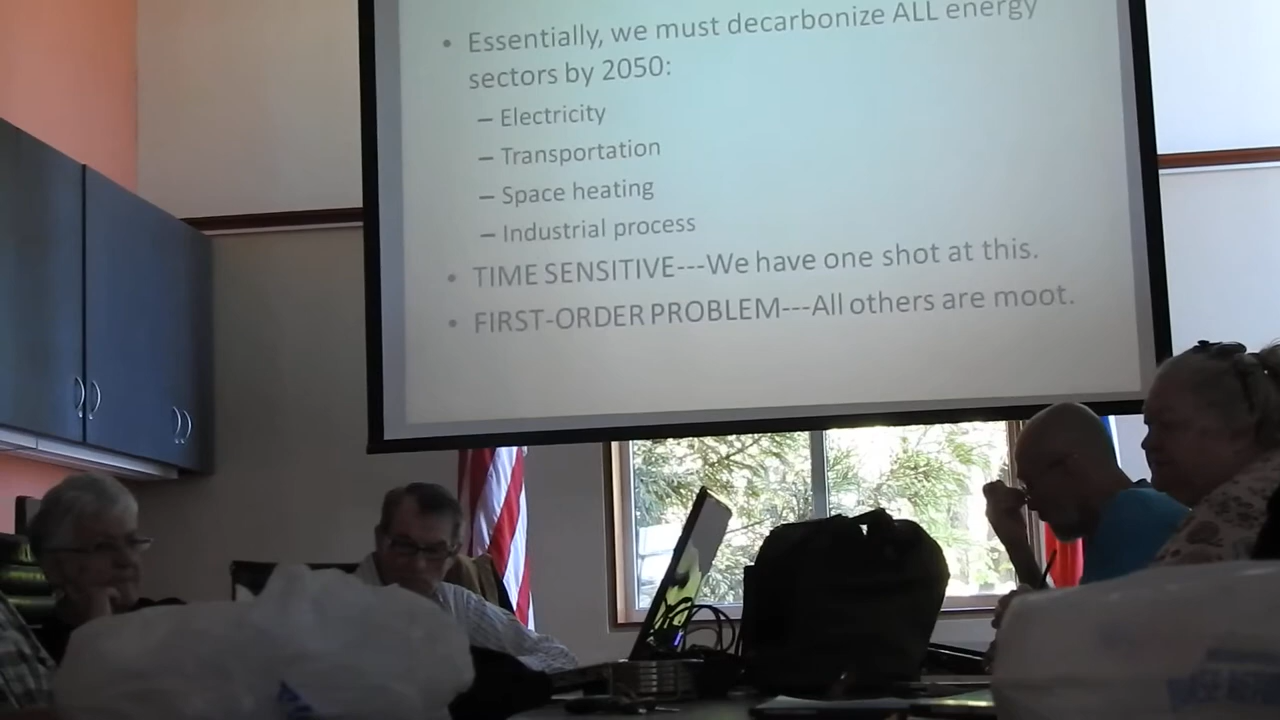 • Essentially, we must decarbonize ALL energy
sectors by 2050:
– Electricity
– Transportation
– Space heating
– Industrial process
• TIME SENSITIVE---We have one shot at this.
• FIRST-ORDER PROBLEM---All others are moot.